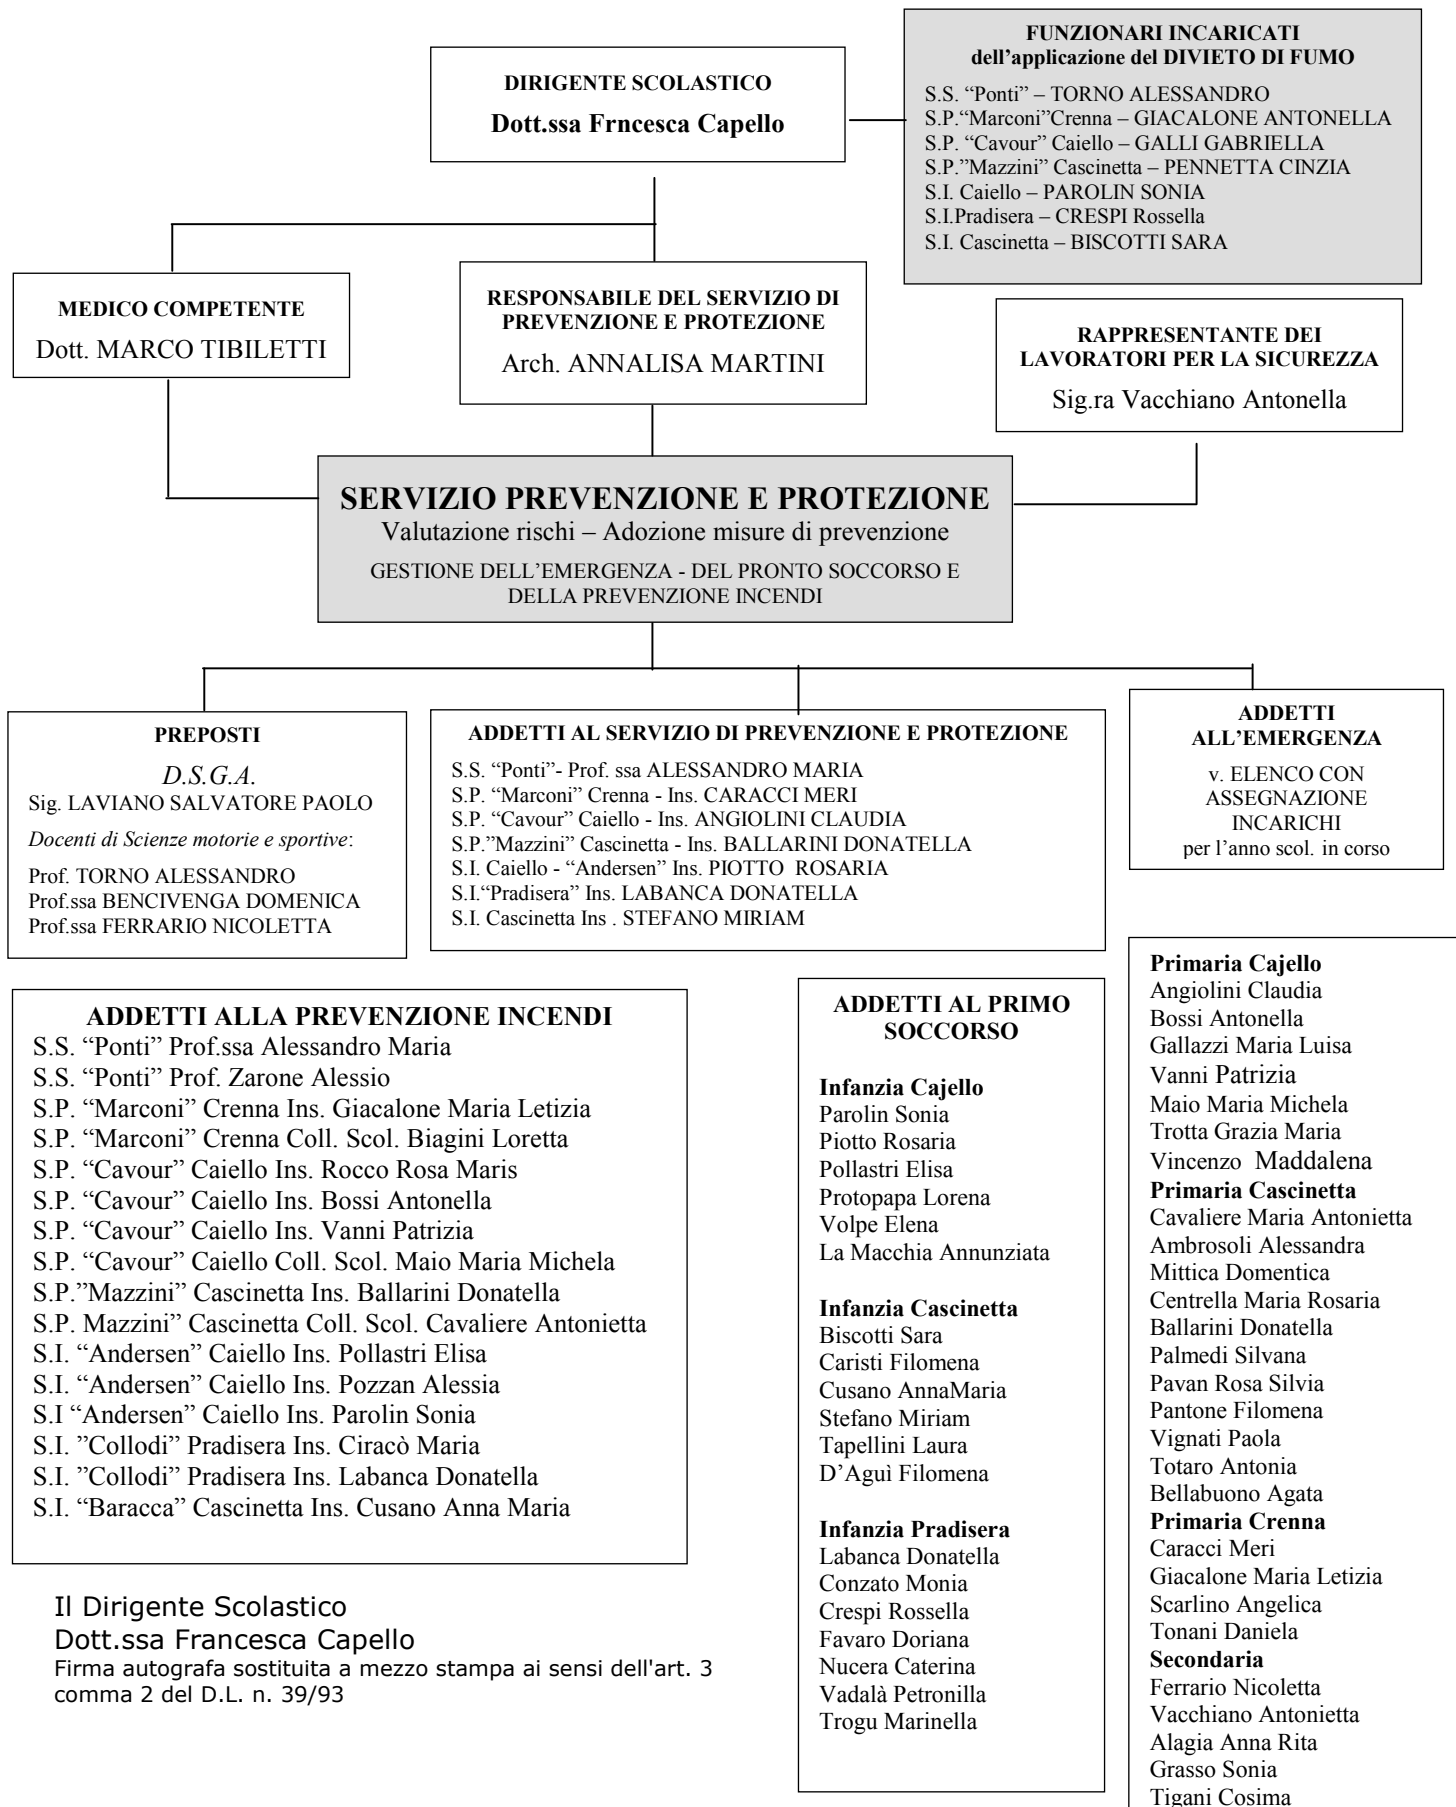 FUNZIONARI INCARICATI
dell’applicazione del DIVIETO DI FUMO
S.S. “Ponti” – TORNO ALESSANDRO
S.P.“Marconi”Crenna – GIACALONE ANTONELLA
S.P. “Cavour” Caiello – GALLI GABRIELLA
S.P.”Mazzini” Cascinetta – PENNETTA CINZIA
S.I. Caiello – PAROLIN SONIA
S.I.Pradisera – CRESPI Rossella
S.I. Cascinetta – BISCOTTI SARA
DIRIGENTE SCOLASTICO
Dott.ssa Frncesca Capello
MEDICO COMPETENTE
Dott. MARCO TIBILETTI
RESPONSABILE DEL SERVIZIO DI
PREVENZIONE E PROTEZIONE
Arch. ANNALISA MARTINI
RAPPRESENTANTE DEI
LAVORATORI PER LA SICUREZZA
Sig.ra Vacchiano Antonella
SERVIZIO PREVENZIONE E PROTEZIONE
Valutazione rischi – Adozione misure di prevenzione
GESTIONE DELL’EMERGENZA - DEL PRONTO SOCCORSO E
DELLA PREVENZIONE INCENDI
PREPOSTI
D.S.G.A.
Sig. LAVIANO SALVATORE PAOLO
Docenti di Scienze motorie e sportive:
Prof. TORNO ALESSANDRO
Prof.ssa BENCIVENGA DOMENICA
Prof.ssa FERRARIO NICOLETTA
ADDETTI AL SERVIZIO DI PREVENZIONE E PROTEZIONE
S.S. “Ponti”- Prof. ssa ALESSANDRO MARIA
S.P. “Marconi” Crenna - Ins. CARACCI MERI
S.P. “Cavour” Caiello - Ins. ANGIOLINI CLAUDIA
S.P.”Mazzini” Cascinetta - Ins. BALLARINI DONATELLA
S.I. Caiello - “Andersen” Ins. PIOTTO  ROSARIA
S.I.“Pradisera” Ins. LABANCA DONATELLA
S.I. Cascinetta Ins . STEFANO MIRIAM
ADDETTI
ALL’EMERGENZA
v. ELENCO CON
ASSEGNAZIONE
INCARICHI
per l’anno scol. in corso
ADDETTI ALLA PREVENZIONE INCENDI
S.S. “Ponti” Prof.ssa Alessandro Maria
S.S. “Ponti” Prof. Zarone Alessio
S.P. “Marconi” Crenna Ins. Giacalone Maria Letizia
S.P. “Marconi” Crenna Coll. Scol. Biagini Loretta
S.P. “Cavour” Caiello Ins. Rocco Rosa Maris
S.P. “Cavour” Caiello Ins. Bossi Antonella
S.P. “Cavour” Caiello Ins. Vanni Patrizia
S.P. “Cavour” Caiello Coll. Scol. Maio Maria Michela
S.P.”Mazzini” Cascinetta Ins. Ballarini Donatella
S.P. Mazzini” Cascinetta Coll. Scol. Cavaliere Antonietta
S.I. “Andersen” Caiello Ins. Pollastri Elisa
S.I. “Andersen” Caiello Ins. Pozzan Alessia
S.I “Andersen” Caiello Ins. Parolin Sonia
S.I. ”Collodi” Pradisera Ins. Ciracò Maria
S.I. ”Collodi” Pradisera Ins. Labanca Donatella
S.I. “Baracca” Cascinetta Ins. Cusano Anna Maria
ADDETTI AL PRIMO
SOCCORSO
Infanzia Cajello
Parolin Sonia
Piotto Rosaria
Pollastri Elisa
Protopapa Lorena
Volpe Elena
La Macchia Annunziata
Infanzia Cascinetta
Biscotti Sara
Caristi Filomena
Cusano AnnaMaria
Stefano Miriam
Tapellini Laura
D’Aguì Filomena
Infanzia Pradisera
Labanca Donatella
Conzato Monia
Crespi Rossella
Favaro Doriana
Nucera Caterina
Vadalà Petronilla
Trogu Marinella
Primaria Cajello
Angiolini Claudia
Bossi Antonella
Gallazzi Maria Luisa
Vanni Patrizia
Maio Maria Michela
Trotta Grazia Maria
Vincenzo  Maddalena
Primaria Cascinetta
Cavaliere Maria Antonietta
Ambrosoli Alessandra
Mittica Domentica
Centrella Maria Rosaria
Ballarini Donatella
Palmedi Silvana
Pavan Rosa Silvia
Pantone Filomena
Vignati Paola
Totaro Antonia
Bellabuono Agata
Primaria Crenna
Caracci Meri
Giacalone Maria Letizia
Scarlino Angelica
Tonani Daniela
Secondaria
Ferrario Nicoletta
Vacchiano Antonietta
Alagia Anna Rita
Grasso Sonia
Tigani Cosima
Il Dirigente Scolastico
Dott.ssa Francesca Capello
Firma autografa sostituita a mezzo stampa ai sensi dell'art. 3
comma 2 del D.L. n. 39/93